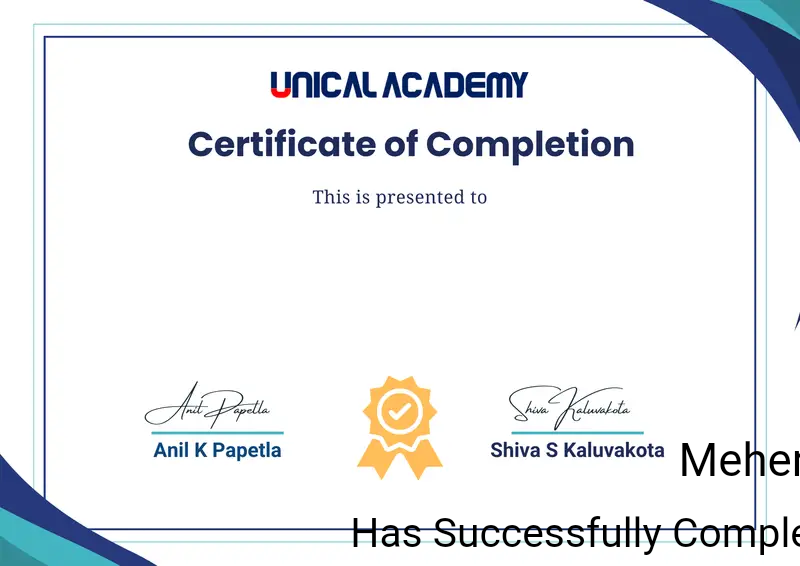 UNICAL ACADEMY
Certificate of Completion
This is presented to
Anil Papetla
Shiva Kaluvakota
Anil K Papetla
Shiva S Kaluvakota
Meher
Has Successfully Comple